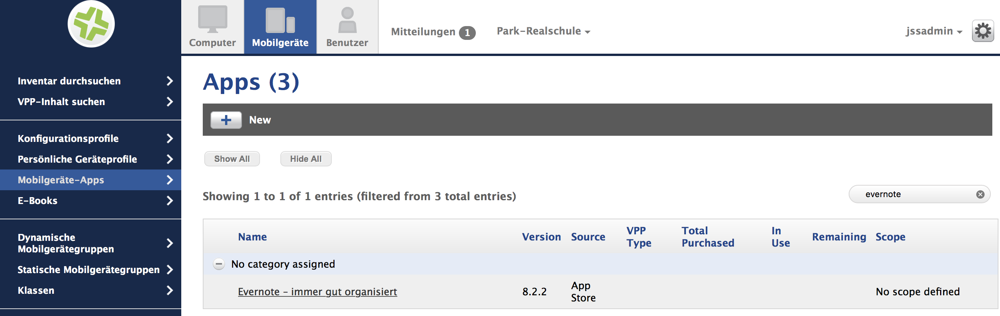 Computer
Mobilgeräte
Benutzer
Mitteilungen 1
Park-Realschule
jssadmin
Inventar durchsuchen
VPP-Inhalt suchen
Konfigurationsprofile
Persönliche Geräteprofile
Mobilgeräte-Apps
E-Books
Dynamische
Mobilgerätegruppen
Statische Mobilgerätegruppen
Klassen
Apps (3)
New
Show All
Hide All
Showing 1 to 1 of 1 entries (filtered from 3 total entries)
evernote
Name
Version
Source
VPP
Type
Total
Purchased
In
Use
Remaining
Scope
No category assigned
Evernote - immer gut organisiert
8.2.2
App
Store
No scope defined